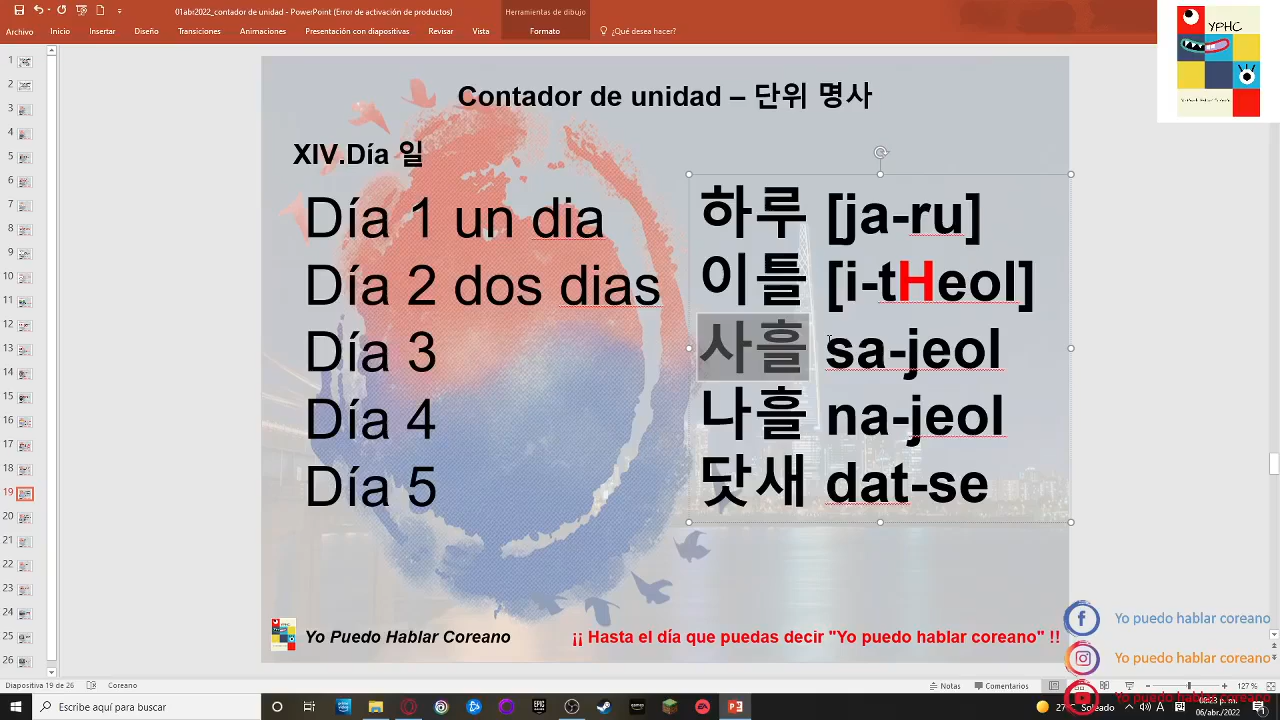 01abr2022_contador de unidad - PowerPoint (Error de activación de productos)
Herramientas de dibujo
Archivo Inicio Insertar Diseño Transiciones Animaciones Presentación con diapositivas Revisar Vista Formato ¿Qué desea hacer?
YPHC
Contador de unidad – 단위 명사
XIV.Día 일
Día 1 un dia 하루 [ja-ru]
Día 2 dos dias 이틀 [i-tHeol]
Día 3 사흘 sa-jeol
Día 4 나흘 na-jeol
Día 5 닷새 dat-se
Yo Puedo Hablar Coreano
¡¡ Hasta el día que puedas decir "Yo puedo hablar coreano" !!
Yo puedo hablar coreano
Yo puedo hablar coreano
Yo puedo hablar coreano
Diapositiva 19 de 26 Coreano Notas Comentarios 127 %
Escribe aquí para buscar
Soleado
06/abr./2022